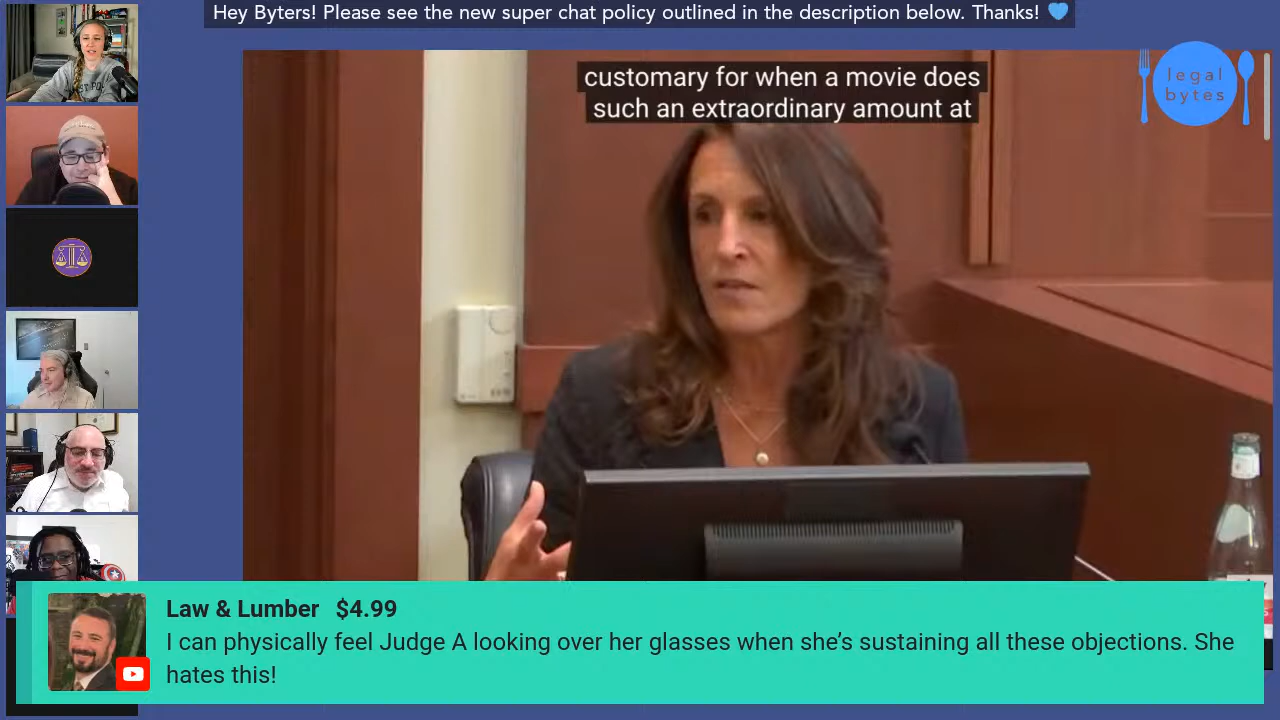 Hey Byters! Please see the new super chat policy outlined in the description below. Thanks! 💙
legal
bytes
customary for when a movie does
such an extraordinary amount at
Law & Lumber $4.99
I can physically feel Judge A looking over her glasses when she’s sustaining all these objections. She
hates this!